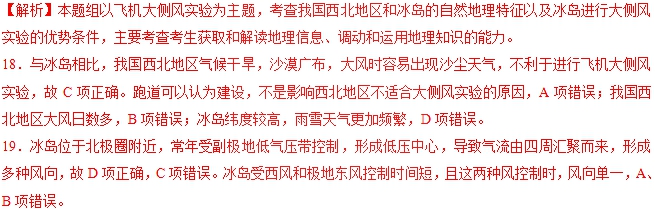 【解析】本题组以飞机大侧风实验为主题，考查我国西北地区和冰岛的自然地理特征以及冰岛进行大侧风
实验的优势条件，主要考查考生获取和解读地理信息、调动和运用地理知识的能力。
18．与冰岛相比，我国西北地区气候干旱，沙漠广布，大风时容易出现沙尘天气，不利于进行飞机大侧风
实验，故 C 项正确。跑道可以认为建设，不是影响西北地区不适合大侧风实验的原因，A 项错误；我国西
北地区大风日数多，B 项错误；冰岛纬度较高，雨雪天气更加频繁，D 项错误。
19．冰岛位于北极圈附近，常年受副极地低气压带控制，形成低压中心，导致气流由四周汇聚而来，形成
多种风向，故 D 项正确，C 项错误。冰岛受西风和极地东风控制时间短，且这两种风控制时，风向单一，A、
B 项错误。